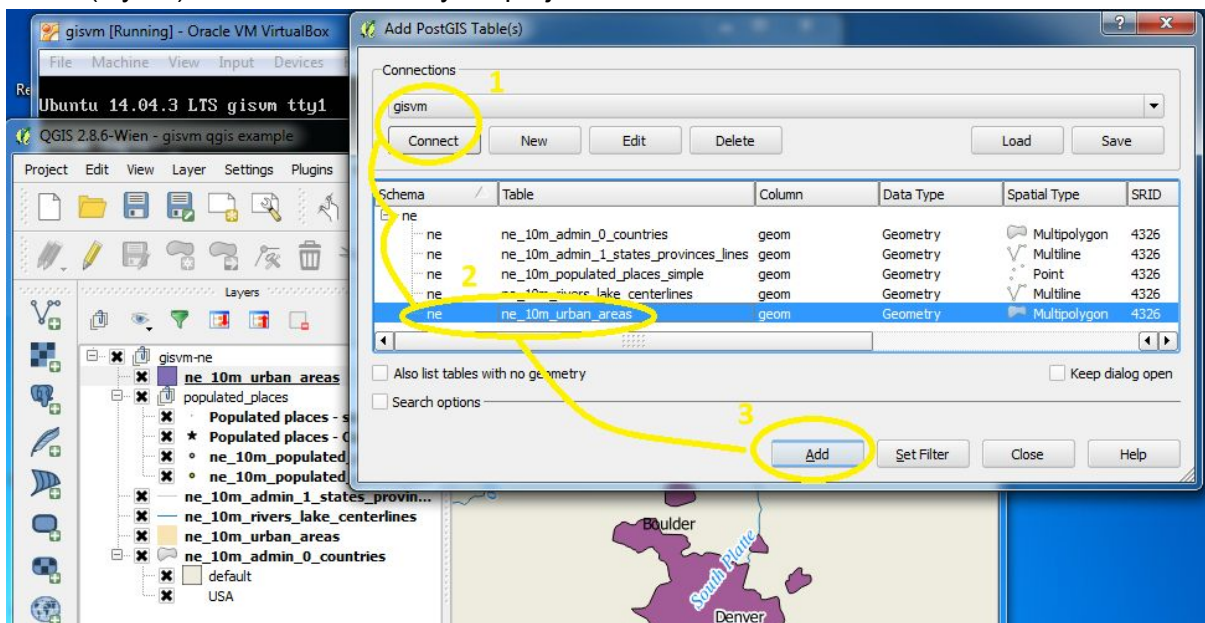 gisvm [Running] - Oracle VM VirtualBox
File Machine View Input Devices
Ubuntu 14.04.3 LTS gisvm tty1
QGIS 2.8.6-Wien - gisvm qgis example
Project Edit View Layer Settings Plugins
Layers
gisvm-ne
ne_10m_urban_areas
populated_places
Populated places - s
Populated places - C
ne_10m_populated_
ne_10m_populated_
ne_10m_admin_1_states_provin...
ne_10m_rivers_lake_centerlines
ne_10m_urban_areas
ne_10m_admin_0_countries
default
USA
Add PostGIS Table(s)
Connections
1
gisvm
Connect New Edit Delete Load Save
Schema Table Column Data Type Spatial Type SRID
ne
ne ne_10m_admin_0_countries geom Geometry Multipolygon 4326
ne ne_10m_admin_1_states_provinces_lines geom Geometry Multiline 4326
ne ne_10m_populated_places_simple geom Geometry Point 4326
2
ne ne_10m_rivers_lake_centerlines geom Geometry Multiline 4326
ne ne_10m_urban_areas geom Geometry Multipolygon 4326
Also list tables with no geometry Keep dialog open
Search options
3
Add Set Filter Close Help
Boulder
South Platte
Denver